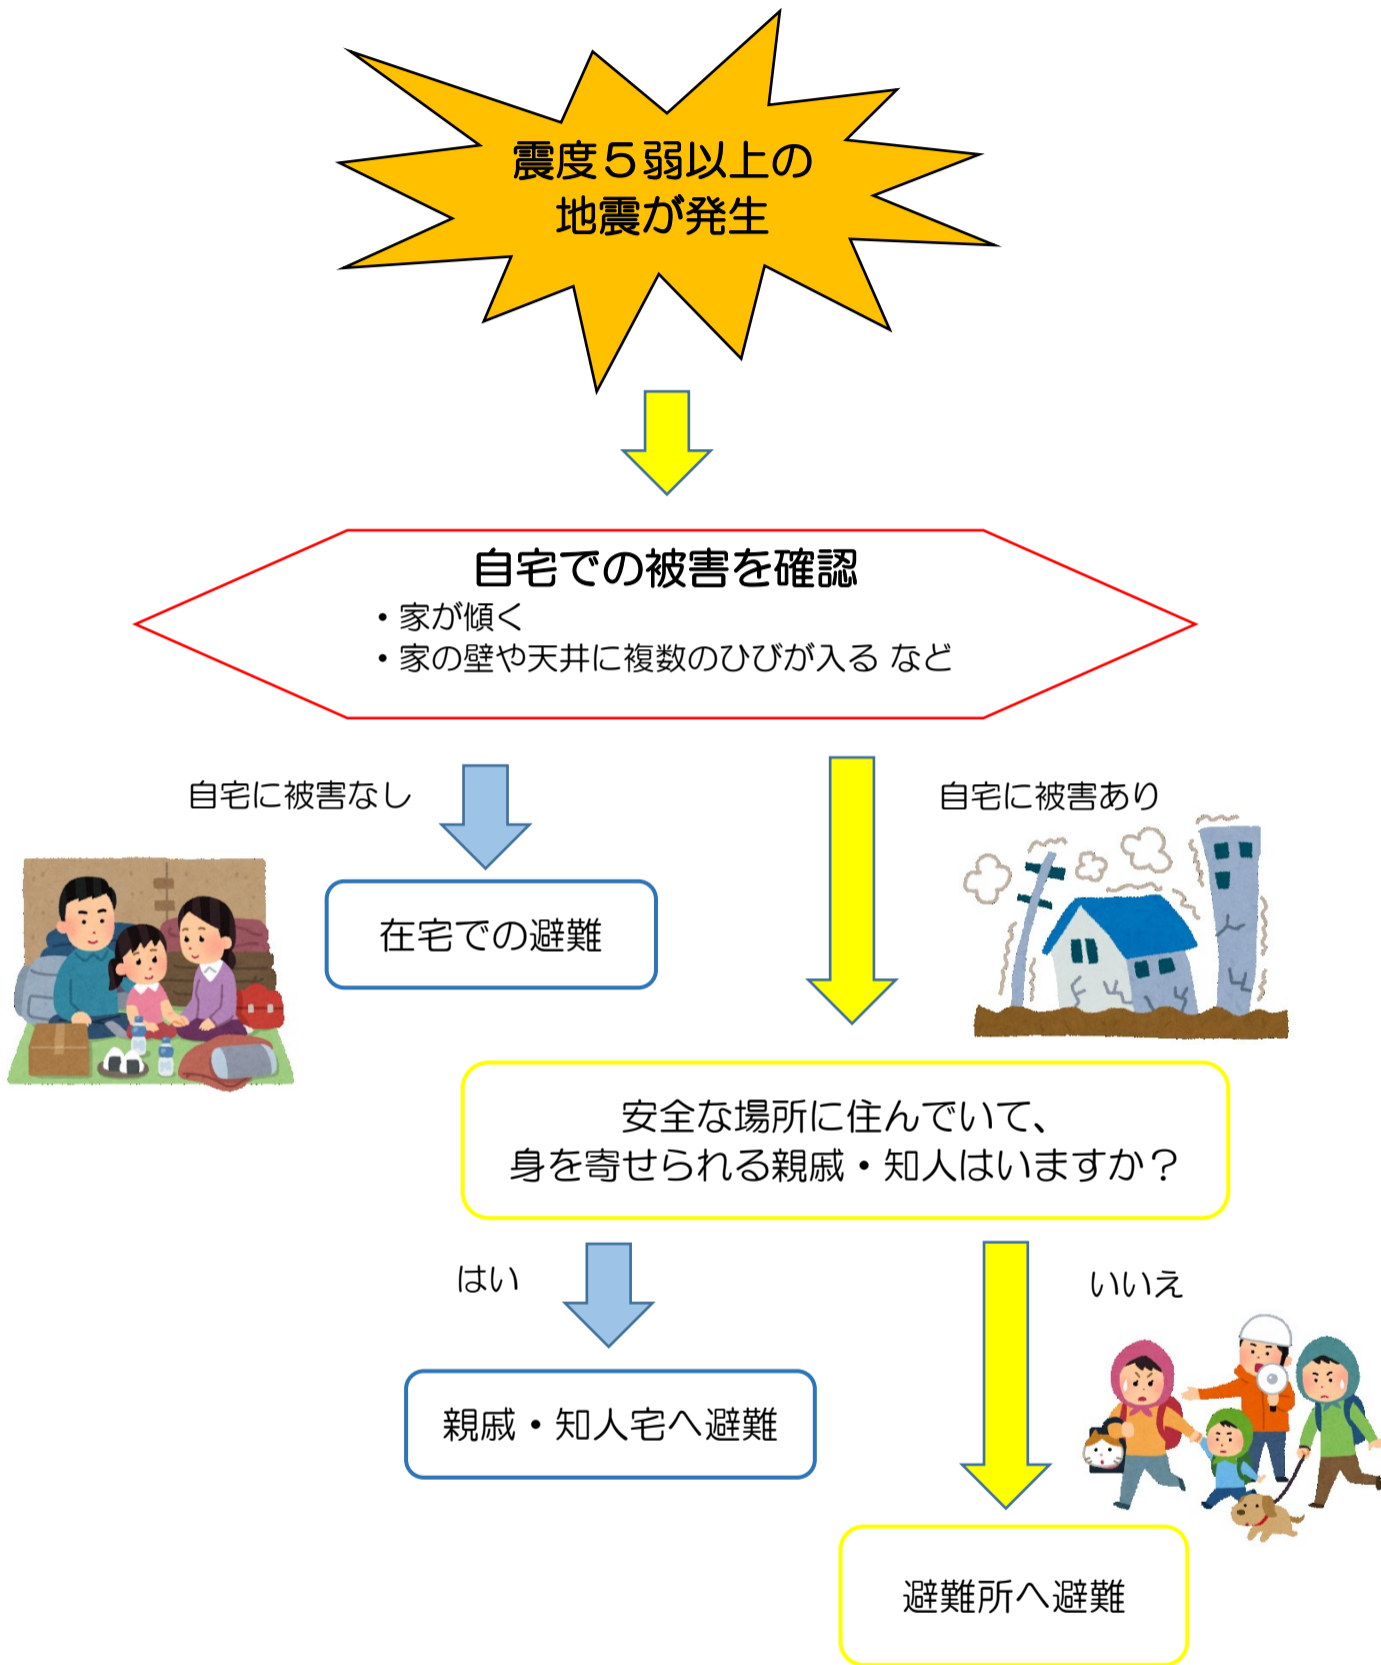 震度５弱以上の
地震が発生
自宅での被害を確認
・家が傾く
・家の壁や天井に複数のひびが入る など
自宅に被害なし
自宅に被害あり
在宅での避難
安全な場所に住んでいて、
身を寄せられる親戚・知人はいますか？
はい
いいえ
親戚・知人宅へ避難
避難所へ避難